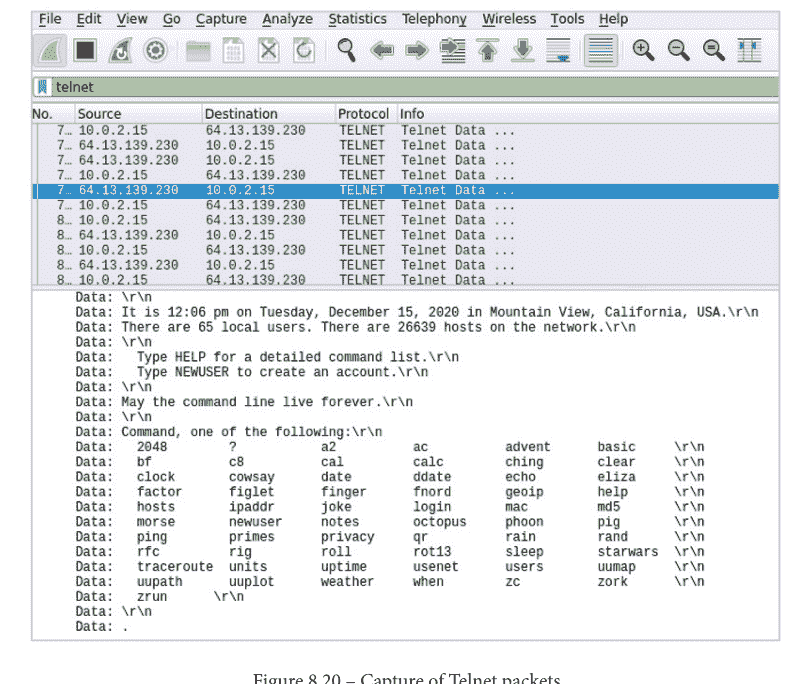 File Edit View Go Capture Analyze Statistics Telephony Wireless Tools Help
telnet
No. Source Destination Protocol Info
7… 10.0.2.15 64.13.139.230 TELNET Telnet Data ...
7… 64.13.139.230 10.0.2.15 TELNET Telnet Data ...
7… 64.13.139.230 10.0.2.15 TELNET Telnet Data ...
7… 10.0.2.15 64.13.139.230 TELNET Telnet Data ...
7… 64.13.139.230 10.0.2.15 TELNET Telnet Data ...
7… 10.0.2.15 64.13.139.230 TELNET Telnet Data ...
8… 10.0.2.15 64.13.139.230 TELNET Telnet Data ...
8… 64.13.139.230 10.0.2.15 TELNET Telnet Data ...
8… 10.0.2.15 64.13.139.230 TELNET Telnet Data ...
8… 64.13.139.230 10.0.2.15 TELNET Telnet Data ...
8… 10.0.2.15 64.13.139.230 TELNET Telnet Data ...
Data: \r\n
Data: It is 12:06 pm on Tuesday, December 15, 2020 in Mountain View, California, USA.\r\n
Data: There are 65 local users. There are 26639 hosts on the network.\r\n
Data: \r\n
Data: Type HELP for a detailed command list.\r\n
Data: Type NEWUSER to create an account.\r\n
Data: \r\n
Data: May the command line live forever.\r\n
Data: \r\n
Data: Command, one of the following:\r\n
Data: 2048 ? a2 ac advent basic \r\n
Data: bf c8 cal calc ching clear \r\n
Data: clock cowsay date ddate echo eliza \r\n
Data: factor figlet finger fnord geoip help \r\n
Data: hosts ipaddr joke login mac md5 \r\n
Data: morse newuser notes octopus phoon pig \r\n
Data: ping primes privacy qr rain rand \r\n
Data: rfc rig roll rot13 sleep starwars \r\n
Data: traceroute units uptime usenet users uumap \r\n
Data: uupath uuplot weather when zc zork \r\n
Data: zrun \r\n
Data: \r\n
Data: .
Figure 8.20 – Capture of Telnet packets